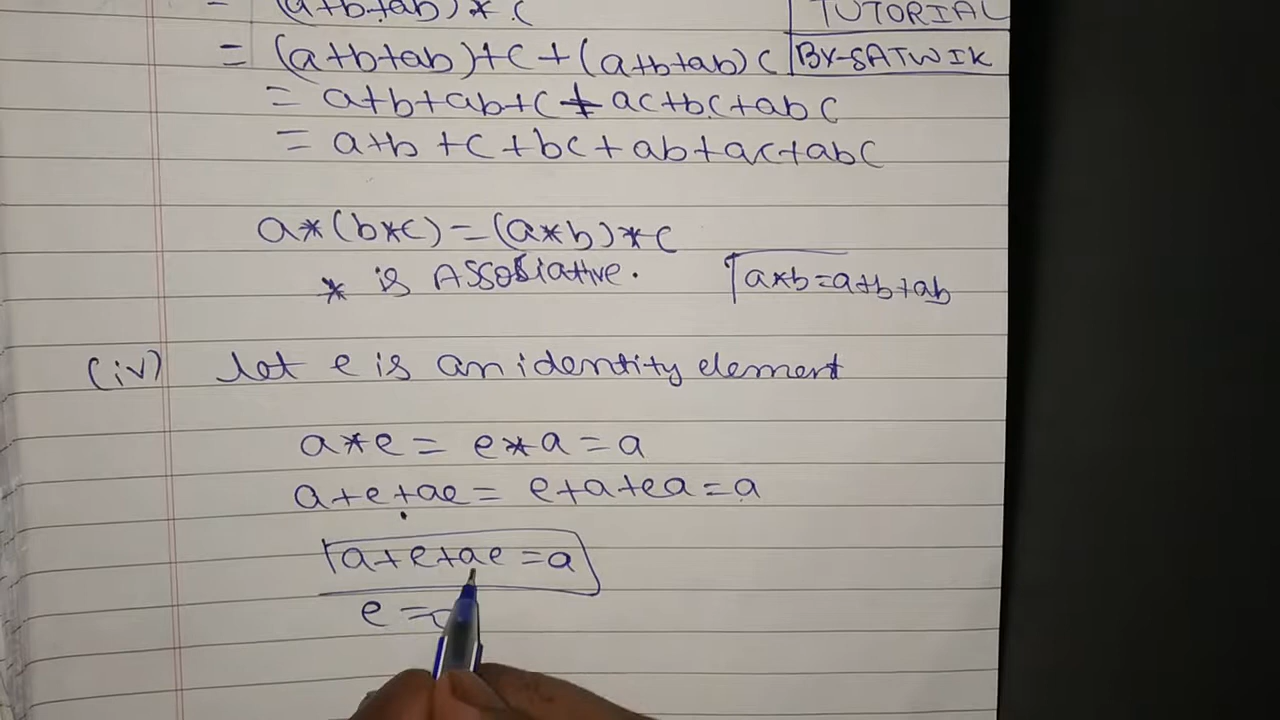 = (a+b+ab) * C
TUTORIAL
= (a+b+ab)+C+(a+b+ab)C
BY-SATWIK
= a+b+ab+C+ac+bC+abC
= a+b+C+bC+ab+aC+abC
a*(b*C)=(a*b)*C
* is Assosiative.
a*b=a+b+ab
(iv) let e is an identity element
a*e= e*a=a
a+e+ae= e+a+ea=a
a+e+ae=a
e=